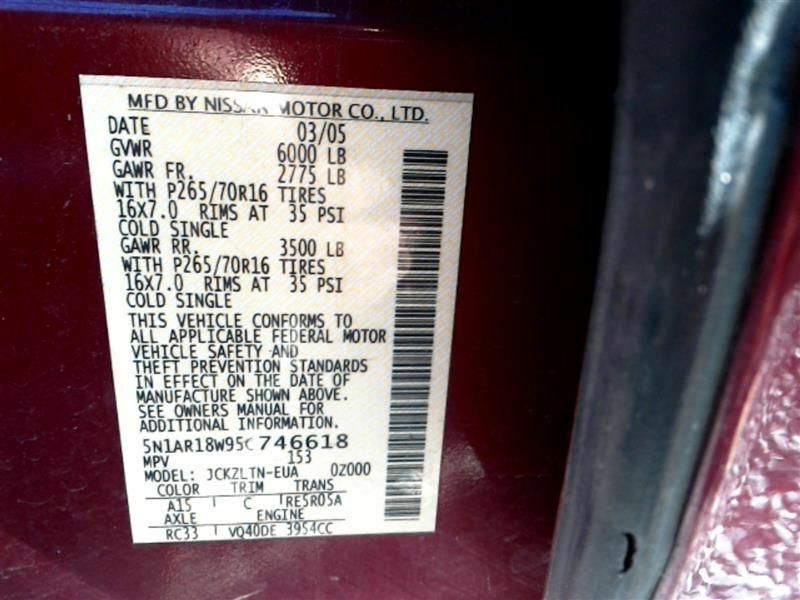 MFD BY NISSAN MOTOR CO., LTD.
DATE 03/05
GVWR 6000 LB
GAWR FR. 2775 LB
WITH P265/70R16 TIRES
16X7.0 RIMS AT 35 PSI
COLD SINGLE
GAWR RR. 3500 LB
WITH P265/70R16 TIRES
16X7.0 RIMS AT 35 PSI
COLD SINGLE
THIS VEHICLE CONFORMS TO
ALL APPLICABLE FEDERAL MOTOR
VEHICLE SAFETY AND
THEFT PREVENTION STANDARDS
IN EFFECT ON THE DATE OF
MANUFACTURE SHOWN ABOVE.
SEE OWNERS MANUAL FOR
ADDITIONAL INFORMATION.
5N1AR18W95C746618
MPV 153
MODEL: JCKZLTN-EUA 0Z000
COLOR TRIM TRANS
A15 C RE5R05A
AXLE ENGINE
RC33 VQ40DE 3954CC